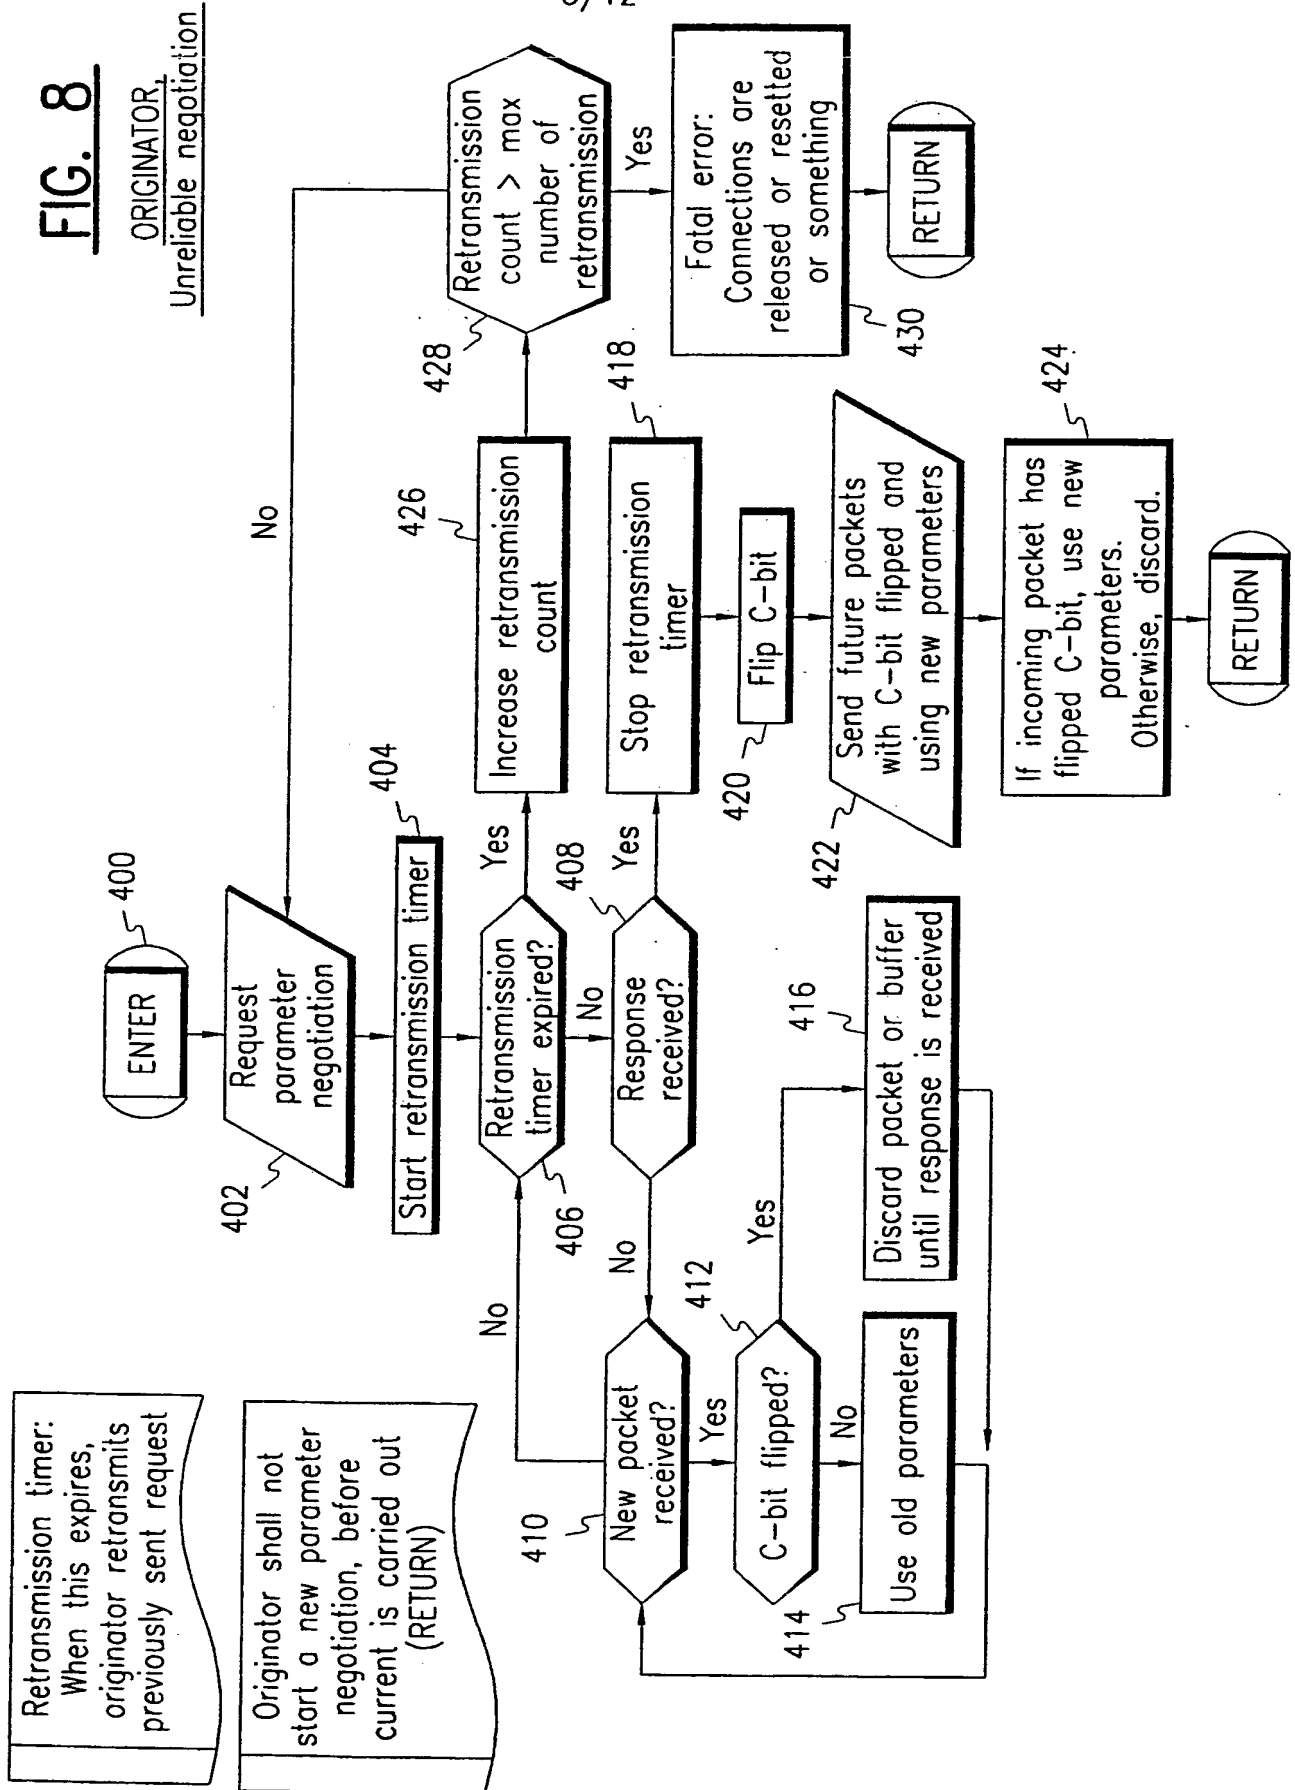 FIG. 8
ORIGINATOR,
Unreliable negotiation
Retransmission timer:
When this expires,
originator retransmits
previously sent request
Originator shall not
start a new parameter
negotiation, before
current is carried out
(RETURN)
ENTER
400
Request
parameter
negotiation
402
Start retransmission timer
404
Retransmission
timer expired?
406
Yes
No
Increase retransmission
count
426
Retransmission
count > max
number of
retransmission
428
No
Yes
Fatal error:
Connections are
released or resetted
or something
430
RETURN
Response
received?
408
Yes
No
Stop retransmission
timer
418
Flip C-bit
420
Send future packets
with C-bit flipped and
using new parameters
422
If incoming packet has
flipped C-bit, use new
parameters.
Otherwise, discard.
424
RETURN
New packet
received?
410
No
Yes
C-bit flipped?
412
Yes
No
Use old parameters
414
Discard packet or buffer
until response is received
416